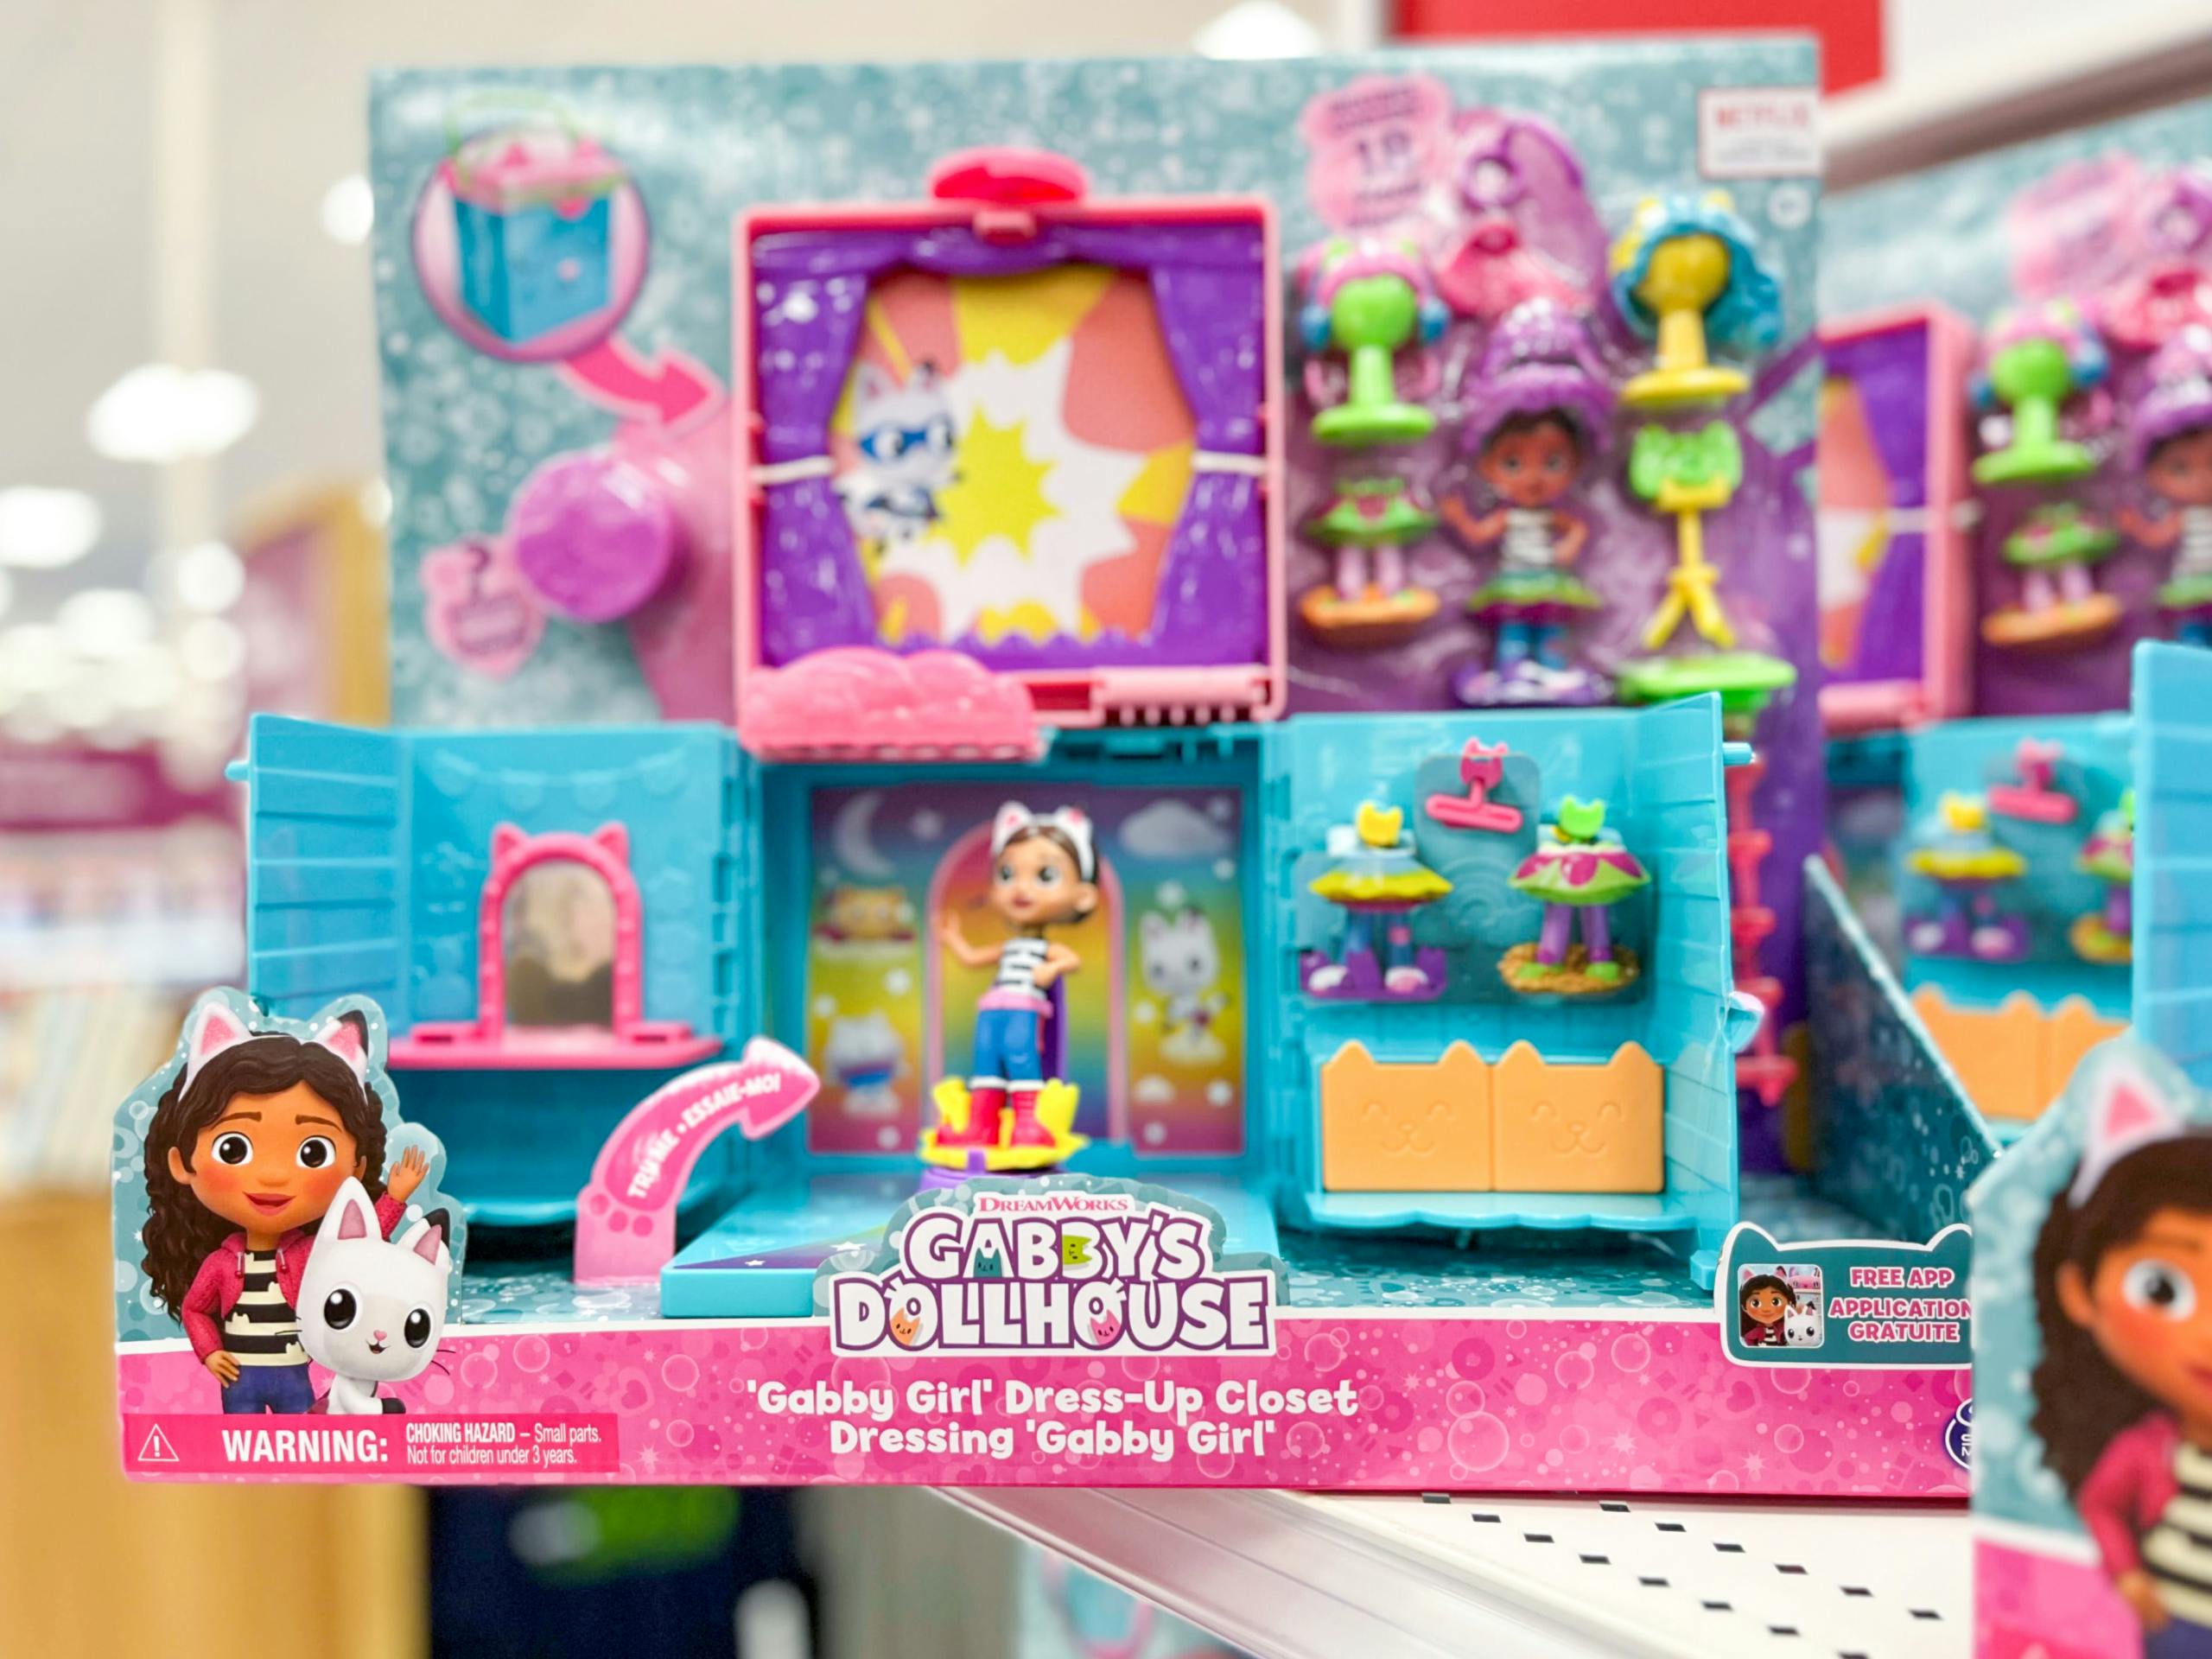 NETFLIX
TRY ME • ESSAIE-MOI
DREAMWORKS
GABBY'S
DOLLHOUSE
FREE APP
APPLICATION
GRATUITE
'Gabby Girl' Dress-Up Closet
Dressing 'Gabby Girl'
WARNING:
CHOKING HAZARD – Small parts.
Not for children under 3 years.